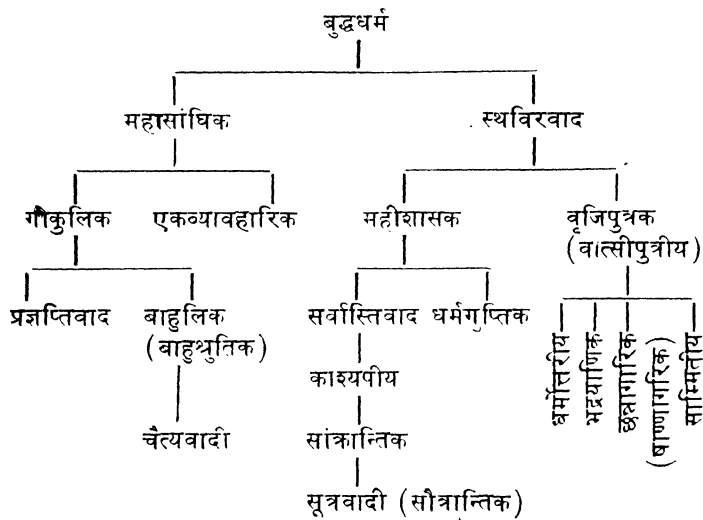 बुद्धधर्म
महासांघिक स्थविरवाद
गौकुलिक एकव्यावहारिक महीशासक वृजिपुत्रक
(वात्सीपुत्रीय)
प्रज्ञप्तिवाद बाहुलिक सर्वास्तिवाद धर्मगुप्तिक
(बाहुश्रुतिक)
धर्मोत्तरीय
भद्रयाणिक
छन्नागारिक
(षाण्णागरिक)
साम्मितीय
काश्यपीय
चैत्यवादी सांक्रान्तिक
सूत्रवादी (सौत्रान्तिक)